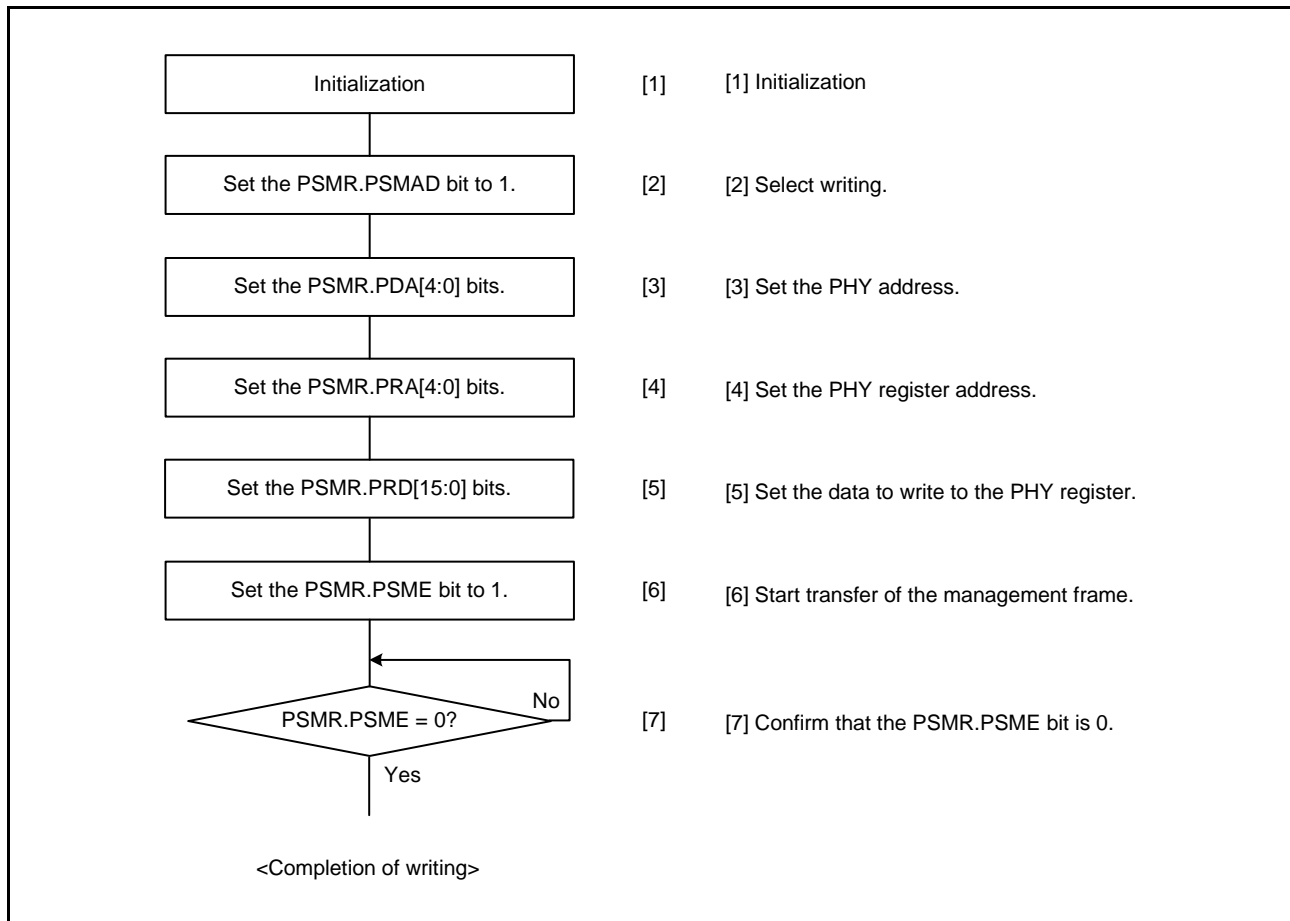 Initialization [1] [1] Initialization
Set the PSMR.PSMAD bit to 1. [2] [2] Select writing.
Set the PSMR.PDA[4:0] bits. [3] [3] Set the PHY address.
Set the PSMR.PRA[4:0] bits. [4] [4] Set the PHY register address.
Set the PSMR.PRD[15:0] bits. [5] [5] Set the data to write to the PHY register.
Set the PSMR.PSME bit to 1. [6] [6] Start transfer of the management frame.
No
PSMR.PSME = 0? [7] [7] Confirm that the PSMR.PSME bit is 0.
Yes
<Completion of writing>